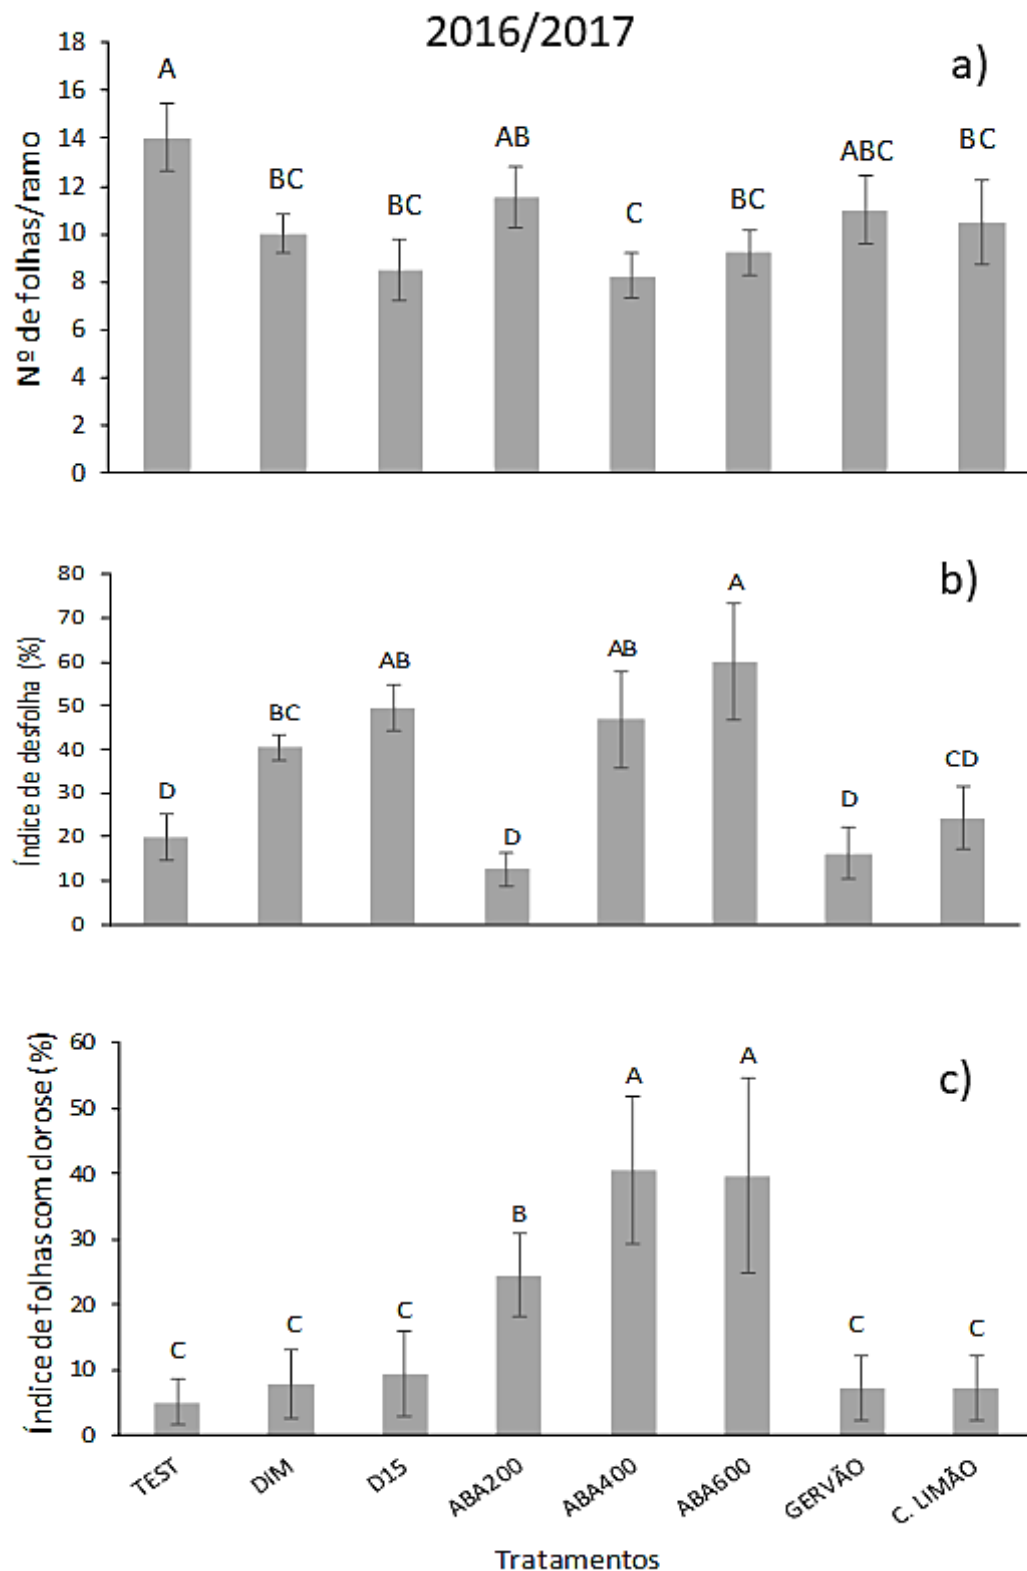 2016/2017
a)
Nº de folhas/ramo
18
16
14
12
10
8
6
4
2
0
A
BC
BC
AB
C
BC
ABC
BC
b)
Índice de desfolha (%)
80
70
60
50
40
30
20
10
0
D
BC
AB
D
AB
A
D
CD
c)
Índice de folhas com clorose (%)
60
50
40
30
20
10
0
C
C
C
B
A
A
C
C
TEST
DIM
D15
ABA200
ABA400
ABA600
GERVÃO
C. LIMÃO
Tratamentos